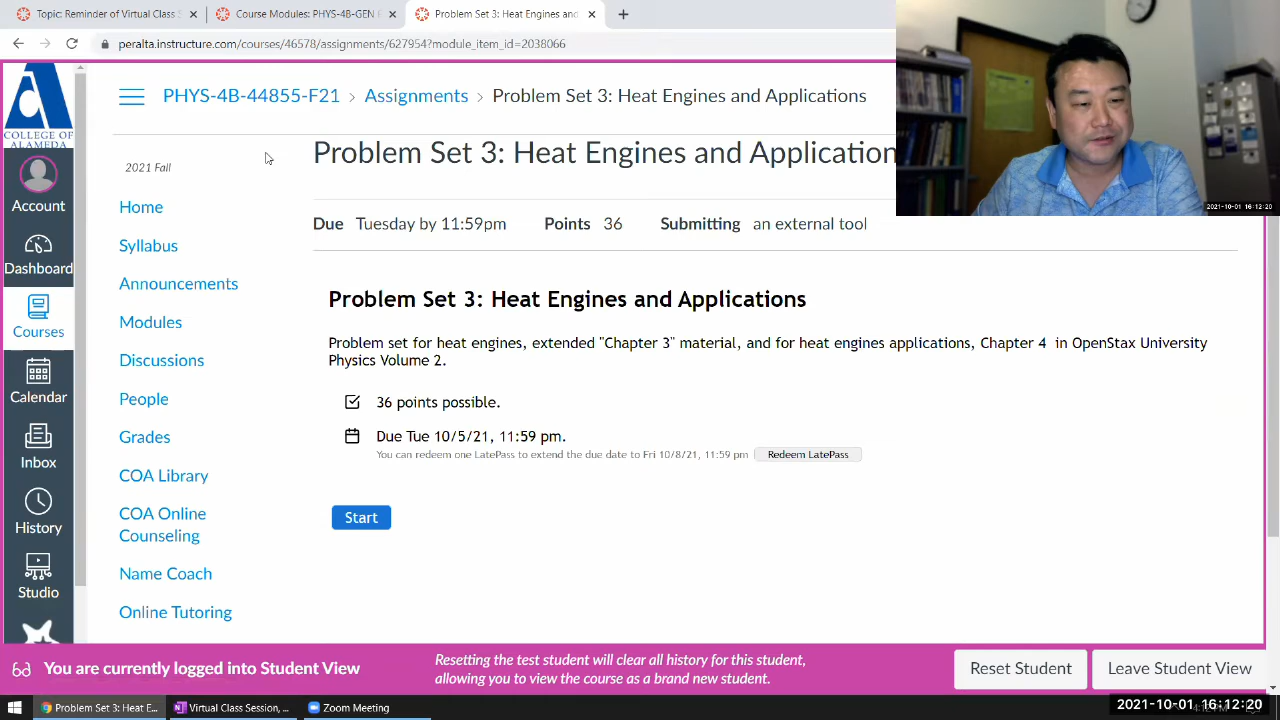 Topic: Reminder of Virtual Class S
Course Modules: PHYS-4B-GEN
Problem Set 3: Heat Engines and
peralta.instructure.com/courses/46578/assignments/627954?module_item_id=2038066
COLLEGE OF
ALAMEDA
Account
Dashboard
Courses
Calendar
Inbox
History
Studio
PHYS-4B-44855-F21 > Assignments > Problem Set 3: Heat Engines and Applications
2021 Fall
Home
Syllabus
Announcements
Modules
Discussions
People
Grades
COA Library
COA Online
Counseling
Name Coach
Online Tutoring
Problem Set 3: Heat Engines and Application
Due Tuesday by 11:59pm Points 36 Submitting an external tool
Problem Set 3: Heat Engines and Applications
Problem set for heat engines, extended "Chapter 3" material, and for heat engines applications, Chapter 4 in OpenStax University
Physics Volume 2.
36 points possible.
Due Tue 10/5/21, 11:59 pm.
You can redeem one LatePass to extend the due date to Fri 10/8/21, 11:59 pm Redeem LatePass
Start
2021-10-01 16:12:20
You are currently logged into Student View
Resetting the test student will clear all history for this student,
allowing you to view the course as a brand new student.
Reset Student
Leave Student View
Problem Set 3: Heat E...
Virtual Class Session, ...
Zoom Meeting
2021-10-01 16:12:20